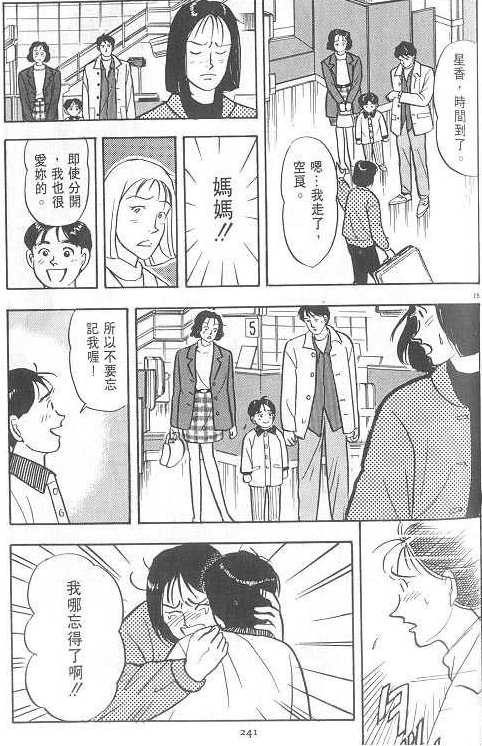 星香，時間
到了。
嗯…我走了，
空艮。
媽媽!!
即使分開
，我也很
愛妳的。
15
5
所以不要忘
記我喔！
我哪忘得了啊!!
241